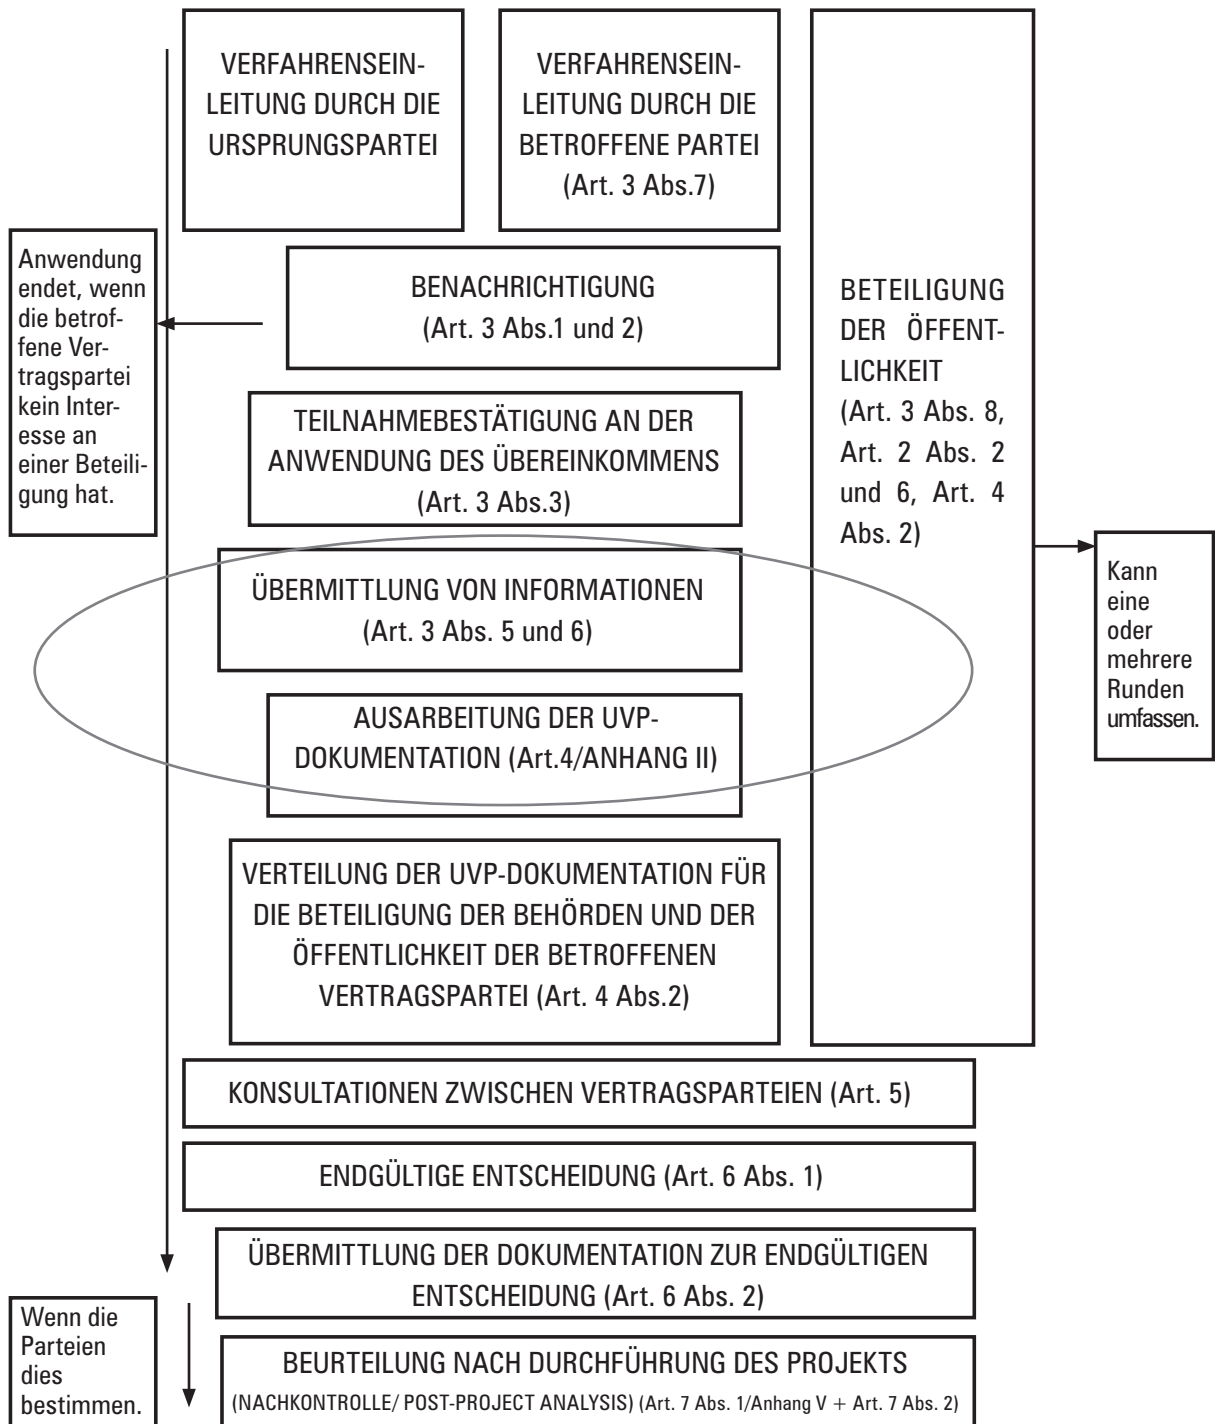 VERFAHRENSEIN-
LEITUNG DURCH DIE
URSPRUNGSPARTEI
VERFAHRENSEIN-
LEITUNG DURCH DIE
BETROFFENE PARTEI
(Art. 3 Abs.7)
Anwendung
endet, wenn
die betrof-
fene Ver-
tragspartei
kein Inter-
esse an
einer Beteili-
gung hat.
BENACHRICHTIGUNG
(Art. 3 Abs.1 und 2)
BETEILIGUNG
DER ÖFFENT-
LICHKEIT
(Art. 3 Abs. 8,
Art. 2 Abs. 2
und 6, Art. 4
Abs. 2)
TEILNAHMEBESTÄTIGUNG AN DER
ANWENDUNG DES ÜBEREINKOMMENS
(Art. 3 Abs.3)
Kann
eine
oder
mehrere
Runden
umfassen.
ÜBERMITTLUNG VON INFORMATIONEN
(Art. 3 Abs. 5 und 6)
AUSARBEITUNG DER UVP-
DOKUMENTATION (Art.4/ANHANG II)
VERTEILUNG DER UVP-DOKUMENTATION FÜR
DIE BETEILIGUNG DER BEHÖRDEN UND DER
ÖFFENTLICHKEIT DER BETROFFENEN
VERTRAGSPARTEI (Art. 4 Abs.2)
KONSULTATIONEN ZWISCHEN VERTRAGSPARTEIEN (Art. 5)
ENDGÜLTIGE ENTSCHEIDUNG (Art. 6 Abs. 1)
ÜBERMITTLUNG DER DOKUMENTATION ZUR ENDGÜLTIGEN
ENTSCHEIDUNG (Art. 6 Abs. 2)
Wenn die
Parteien
dies
bestimmen.
BEURTEILUNG NACH DURCHFÜHRUNG DES PROJEKTS
(NACHKONTROLLE/ POST-PROJECT ANALYSIS) (Art. 7 Abs. 1/Anhang V + Art. 7 Abs. 2)